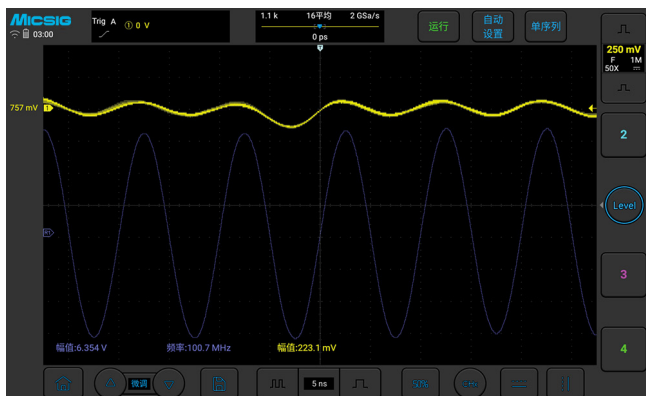 Micsig
03:00
Trig A
① 0 V
1.1 k 16平均 2 GSa/s
T
0 ps
运行
自动
设置
单序列
250 mV
F 1M
50X
757 mV
1
T
2
Level
R1
3
幅值:6.354 V 频率:100.7 MHz 幅值:223.1 mV
4
微调
5 ns